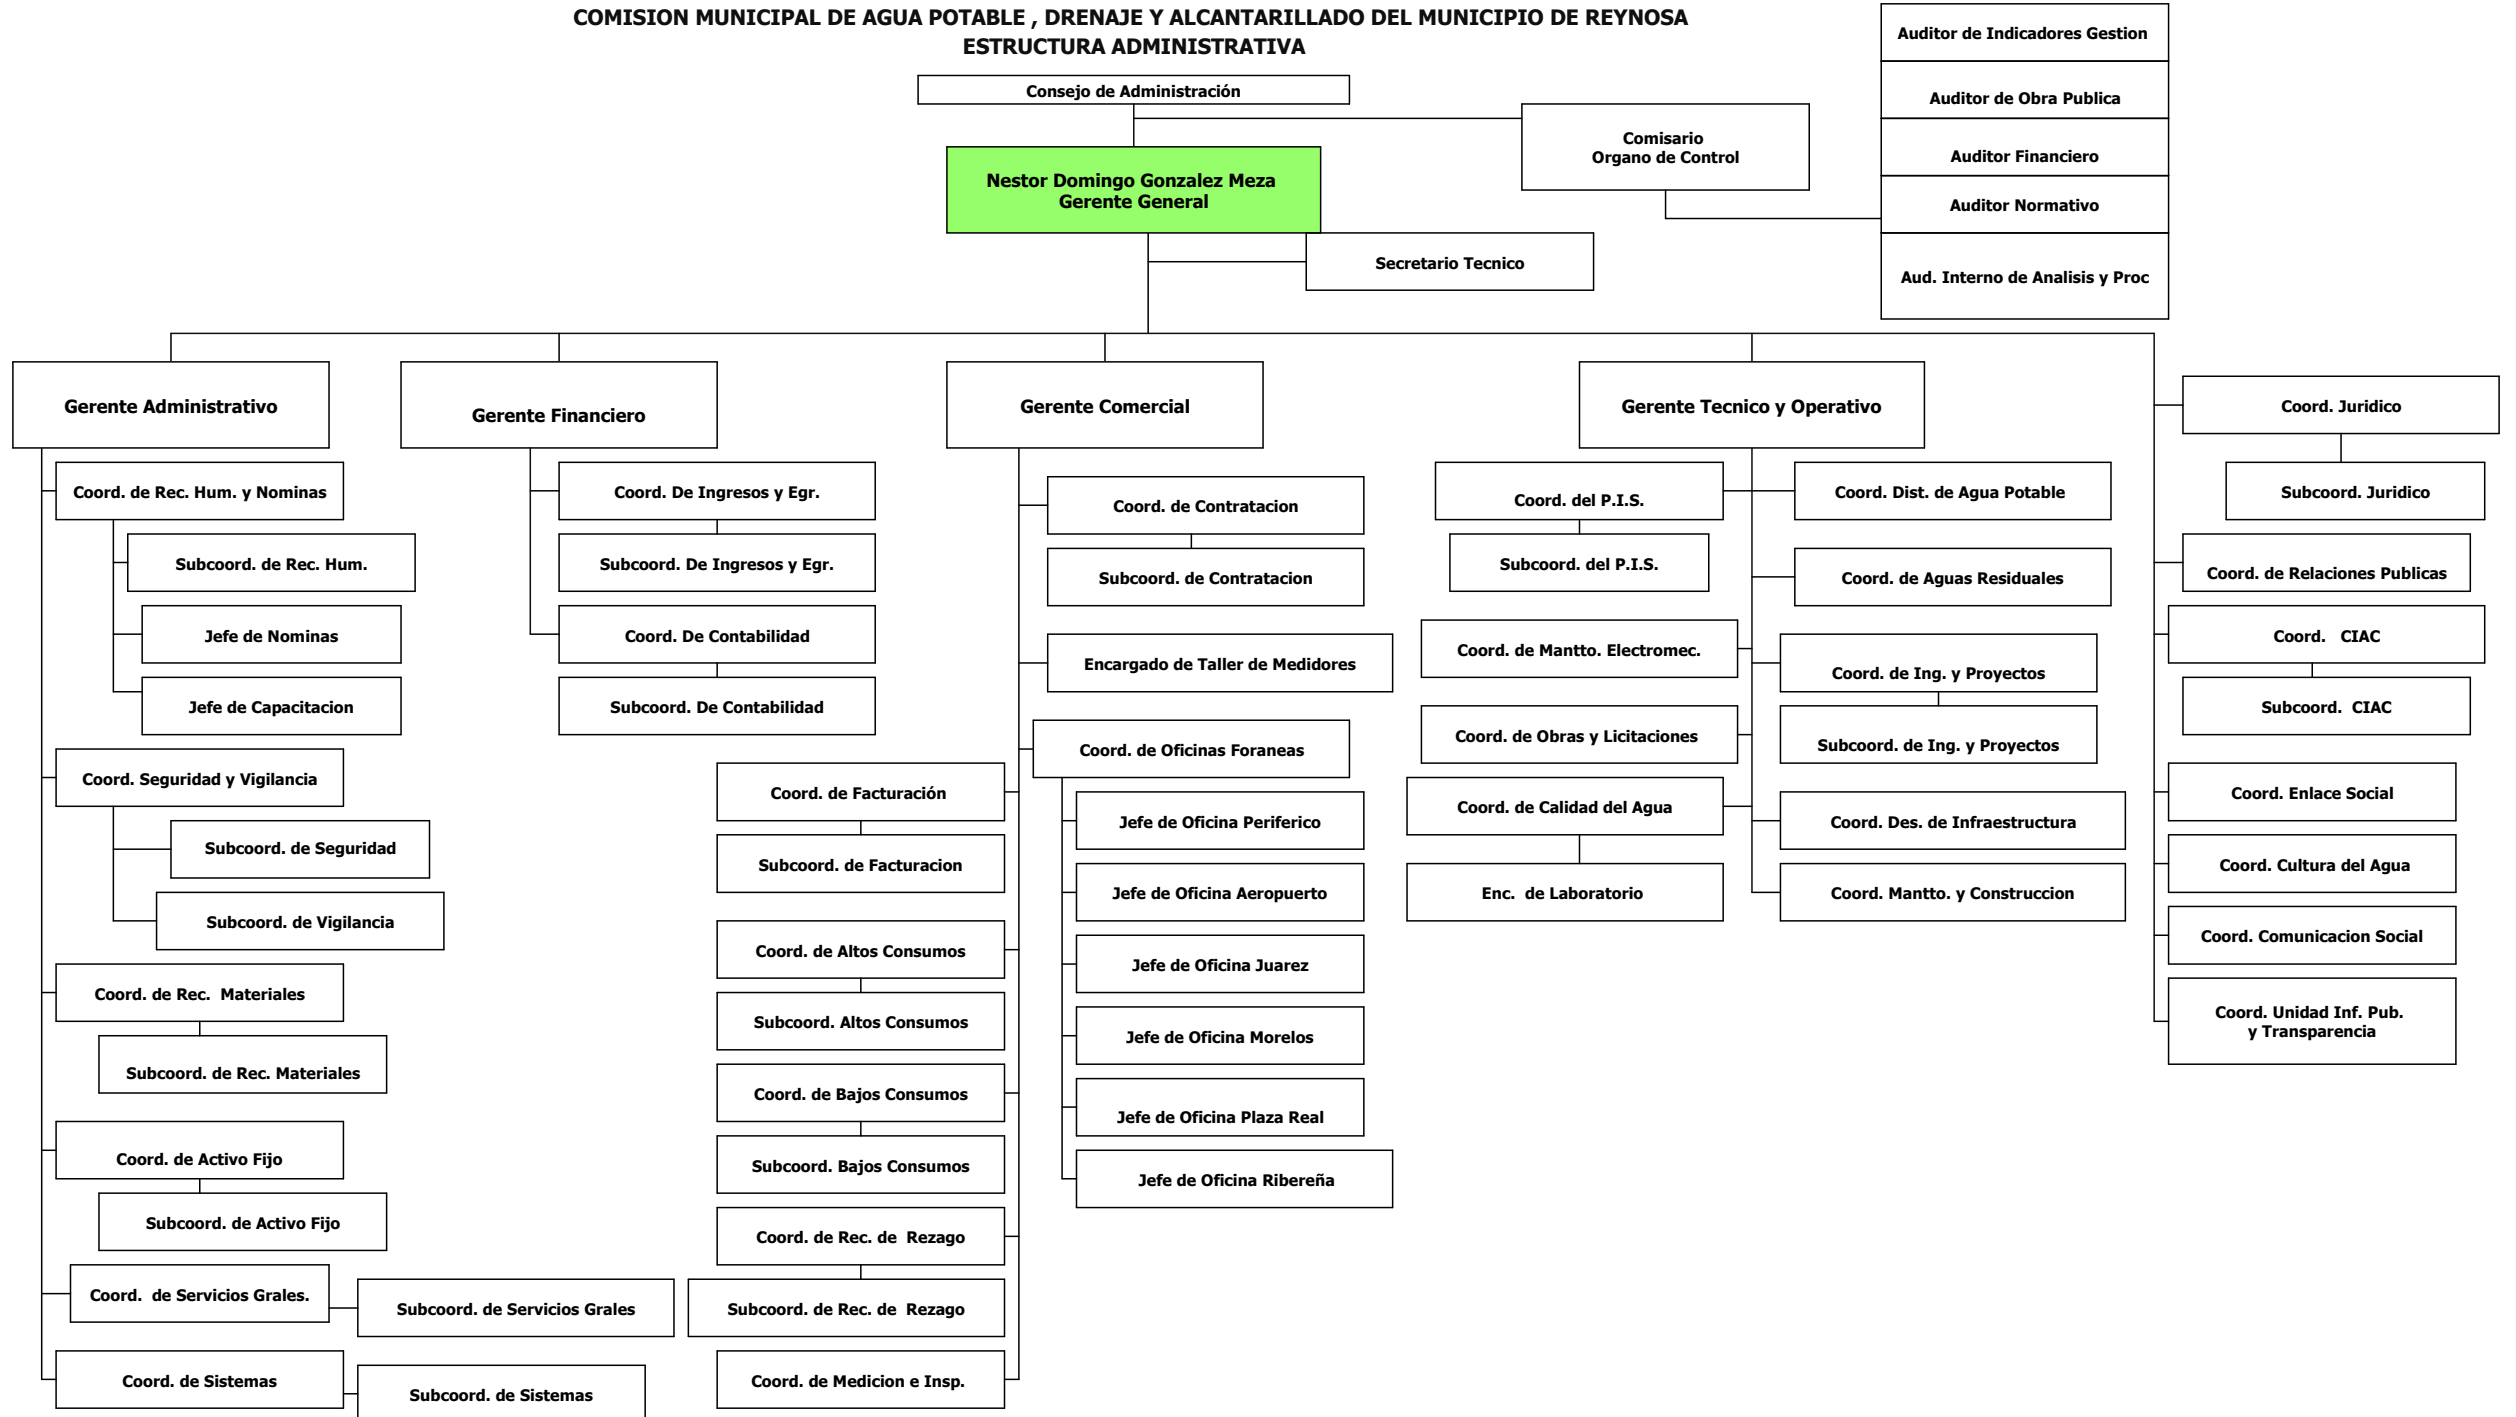 COMISION MUNICIPAL DE AGUA POTABLE , DRENAJE Y ALCANTARILLADO DEL MUNICIPIO DE REYNOSA
ESTRUCTURA ADMINISTRATIVA
Consejo de Administración
Comisario
Organo de Control
Auditor de Indicadores Gestion
Auditor de Obra Publica
Auditor Financiero
Auditor Normativo
Aud. Interno de Analisis y Proc
Nestor Domingo Gonzalez Meza
Gerente General
Secretario Tecnico
Gerente Administrativo
Coord. de Rec. Hum. y Nominas
Subcoord. de Rec. Hum.
Jefe de Nominas
Jefe de Capacitacion
Coord. Seguridad y Vigilancia
Subcoord. de Seguridad
Subcoord. de Vigilancia
Coord. de Rec.  Materiales
Subcoord. de Rec. Materiales
Coord. de Activo Fijo
Subcoord. de Activo Fijo
Coord.  de Servicios Grales.
Subcoord. de Servicios Grales
Coord. de Sistemas
Subcoord. de Sistemas
Gerente Financiero
Coord. De Ingresos y Egr.
Subcoord. De Ingresos y Egr.
Coord. De Contabilidad
Subcoord. De Contabilidad
Gerente Comercial
Coord. de Contratacion
Subcoord. de Contratacion
Encargado de Taller de Medidores
Coord. de Oficinas Foraneas
Jefe de Oficina Periferico
Jefe de Oficina Aeropuerto
Jefe de Oficina Juarez
Jefe de Oficina Morelos
Jefe de Oficina Plaza Real
Jefe de Oficina Ribereña
Coord. de Facturación
Subcoord. de Facturacion
Coord. de Altos Consumos
Subcoord. Altos Consumos
Coord. de Bajos Consumos
Subcoord. Bajos Consumos
Coord. de Rec. de  Rezago
Subcoord. de Rec. de  Rezago
Coord. de Medicion e Insp.
Gerente Tecnico y Operativo
Coord. del P.I.S.
Subcoord. del P.I.S.
Coord. de Mantto. Electromec.
Coord. de Obras y Licitaciones
Coord. de Calidad del Agua
Enc.  de Laboratorio
Coord. Dist. de Agua Potable
Coord. de Aguas Residuales
Coord. de Ing. y Proyectos
Subcoord. de Ing. y Proyectos
Coord. Des. de Infraestructura
Coord. Mantto. y Construccion
Coord. Juridico
Subcoord. Juridico
Coord. de Relaciones Publicas
Coord.   CIAC
Subcoord.  CIAC
Coord. Enlace Social
Coord. Cultura del Agua
Coord. Comunicacion Social
Coord. Unidad Inf. Pub.
y Transparencia